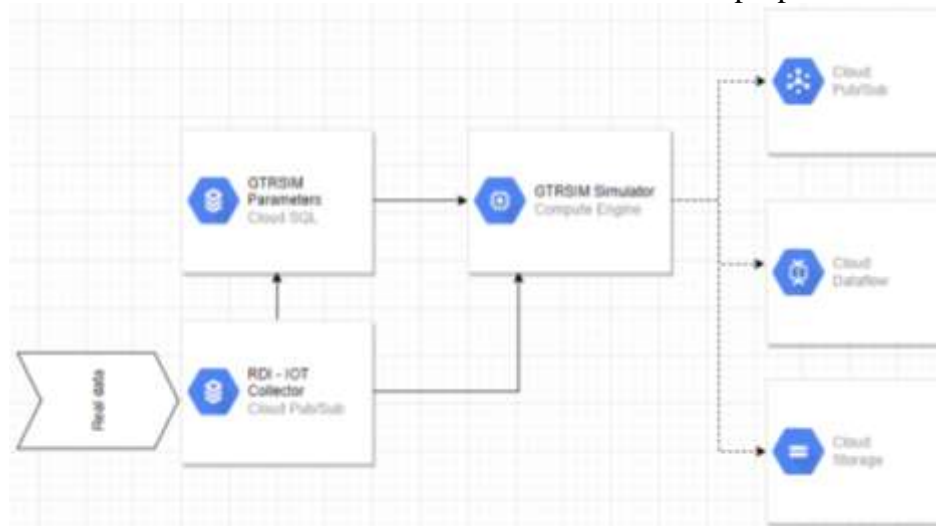 Cloud
Pub/Sub
GTRSIM
Parameters
Cloud SQL
GTRSIM Simulator
Compute Engine
Cloud
Dataflow
Real data
RDI - IOT
Collector
Cloud Pub/Sub
Cloud
Storage